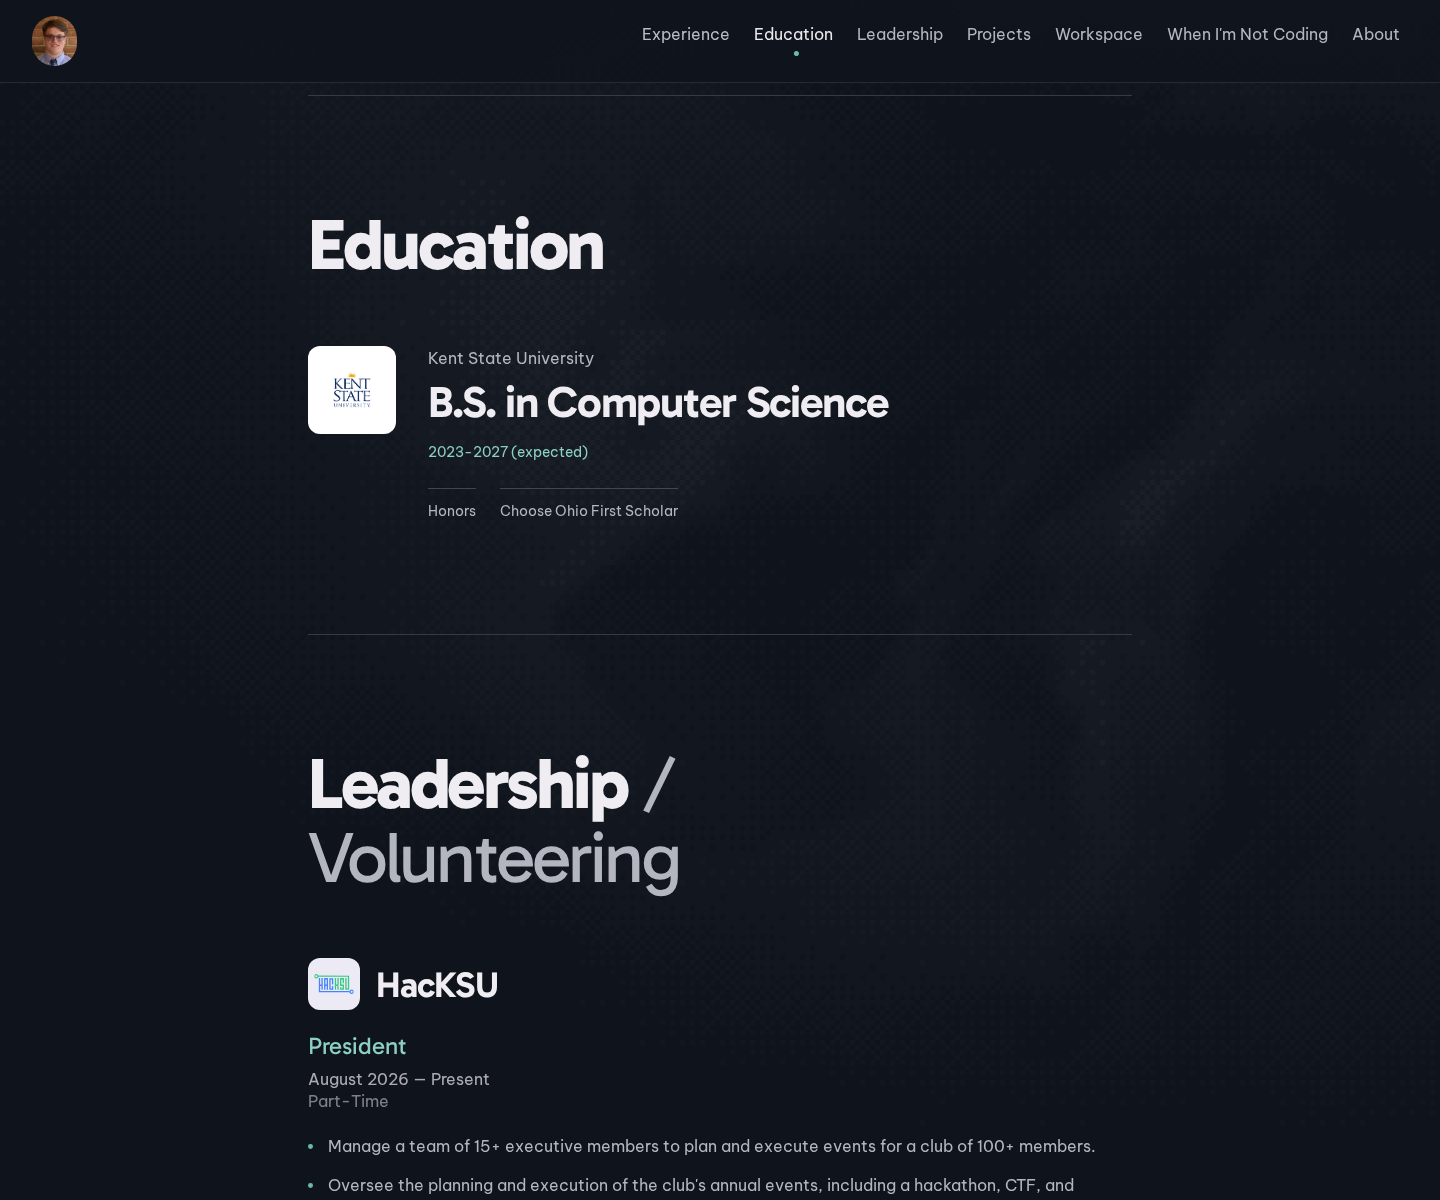 Experience Education Leadership Projects Workspace When I'm Not Coding About
Education
KENT
STATE
UNIVERSITY
Kent State University
B.S. in Computer Science
2023-2027 (expected)
Honors Choose Ohio First Scholar
Leadership /
Volunteering
HACKSU
HacKSU
President
August 2026 — Present
Part-Time
Manage a team of 15+ executive members to plan and execute events for a club of 100+ members.
Oversee the planning and execution of the club's annual events, including a hackathon, CTF, and